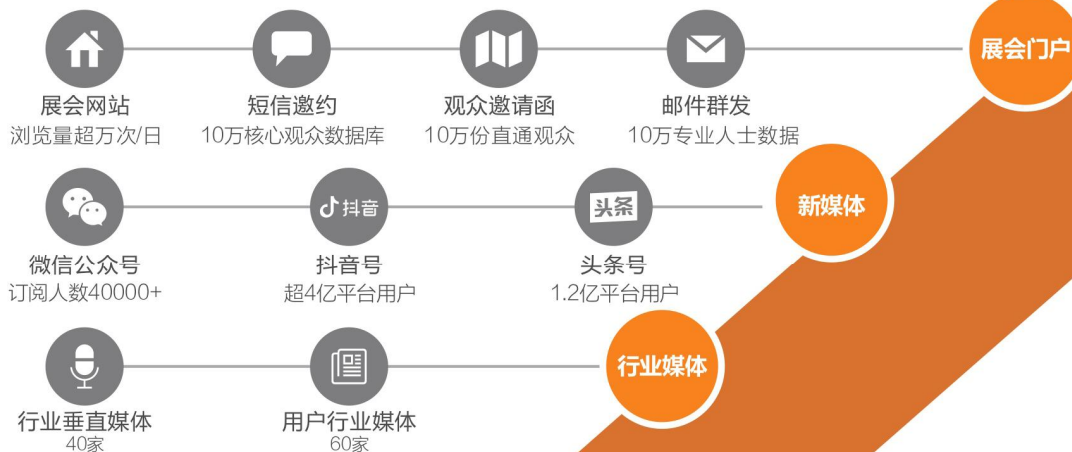 展会门户
展会网站
浏览量超万次/日
短信邀约
10万核心观众数据库
观众邀请函
10万份直通观众
邮件群发
10万专业人士数据
新媒体
抖音
头条
微信公众号
订阅人数40000+
抖音号
超4亿平台用户
头条号
1.2亿平台用户
行业媒体
行业垂直媒体
40家
用户行业媒体
60家